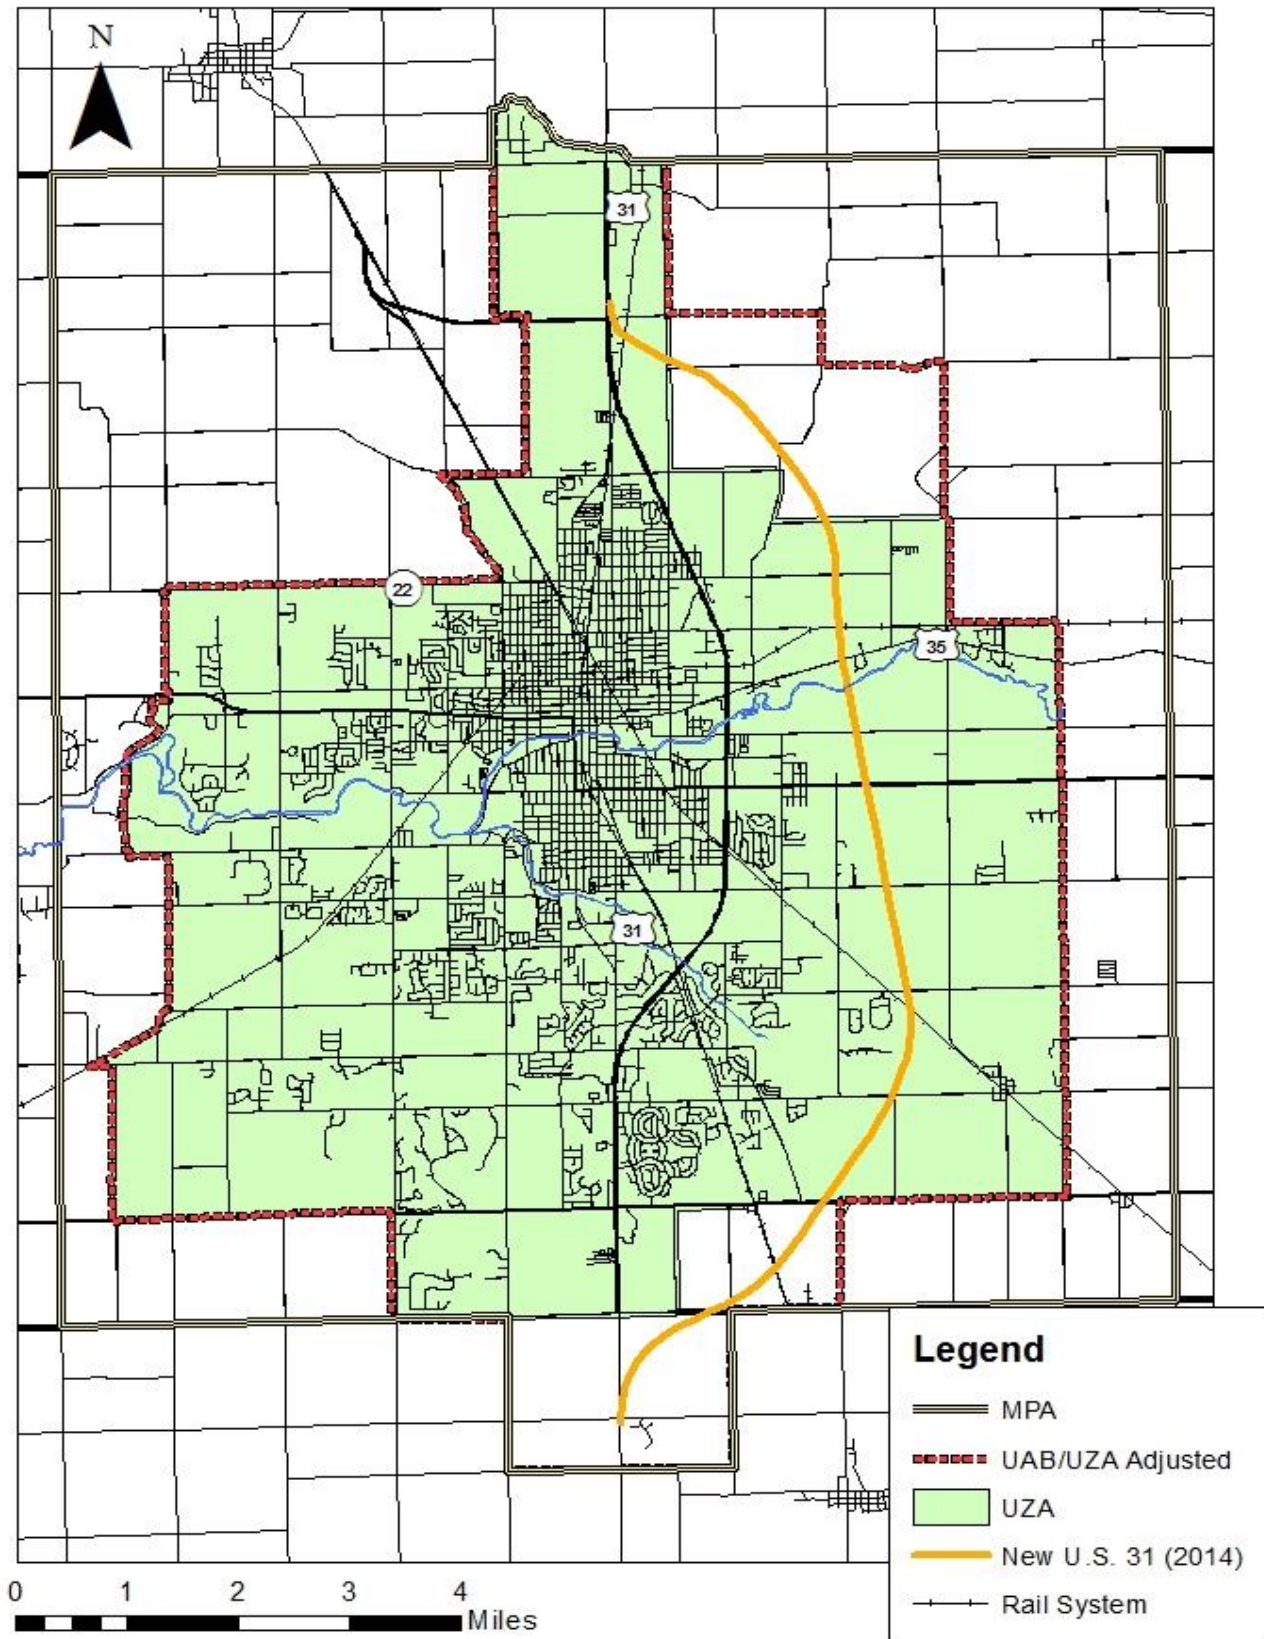 N
31
22
35
31
Legend
MPA
UAB/UZA Adjusted
UZA
New U.S. 31 (2014)
Rail System
0 1 2 3 4
Miles